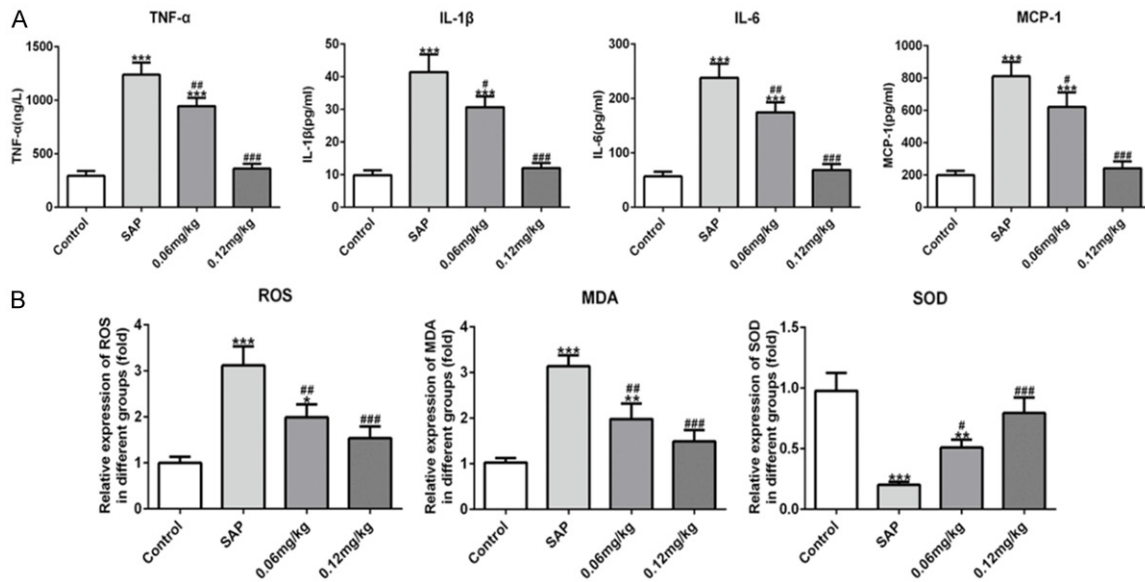 A
TNF-α
TNF-α(ng/L)
1500
1000
500
0
***
##
***
###
Control
SAP
0.06mg/kg
0.12mg/kg
IL-1β
IL-1β(pg/ml)
50
40
30
20
10
0
***
#
***
###
Control
SAP
0.06mg/kg
0.12mg/kg
IL-6
IL-6(pg/ml)
300
200
100
0
***
##
***
###
Control
SAP
0.06mg/kg
0.12mg/kg
MCP-1
MCP-1(pg/ml)
1000
800
600
400
200
0
***
#
***
###
Control
SAP
0.06mg/kg
0.12mg/kg
B
ROS
Relative expression of ROS
in different groups (fold)
4
3
2
1
0
***
##
*
###
Control
SAP
0.06mg/kg
0.12mg/kg
MDA
Relative expression of MDA
in different groups (fold)
4
3
2
1
0
***
##
**
###
Control
SAP
0.06mg/kg
0.12mg/kg
SOD
Relative expression of SOD
in different groups (fold)
1.5
1.0
0.5
0.0
***
#
**
###
Control
SAP
0.06mg/kg
0.12mg/kg